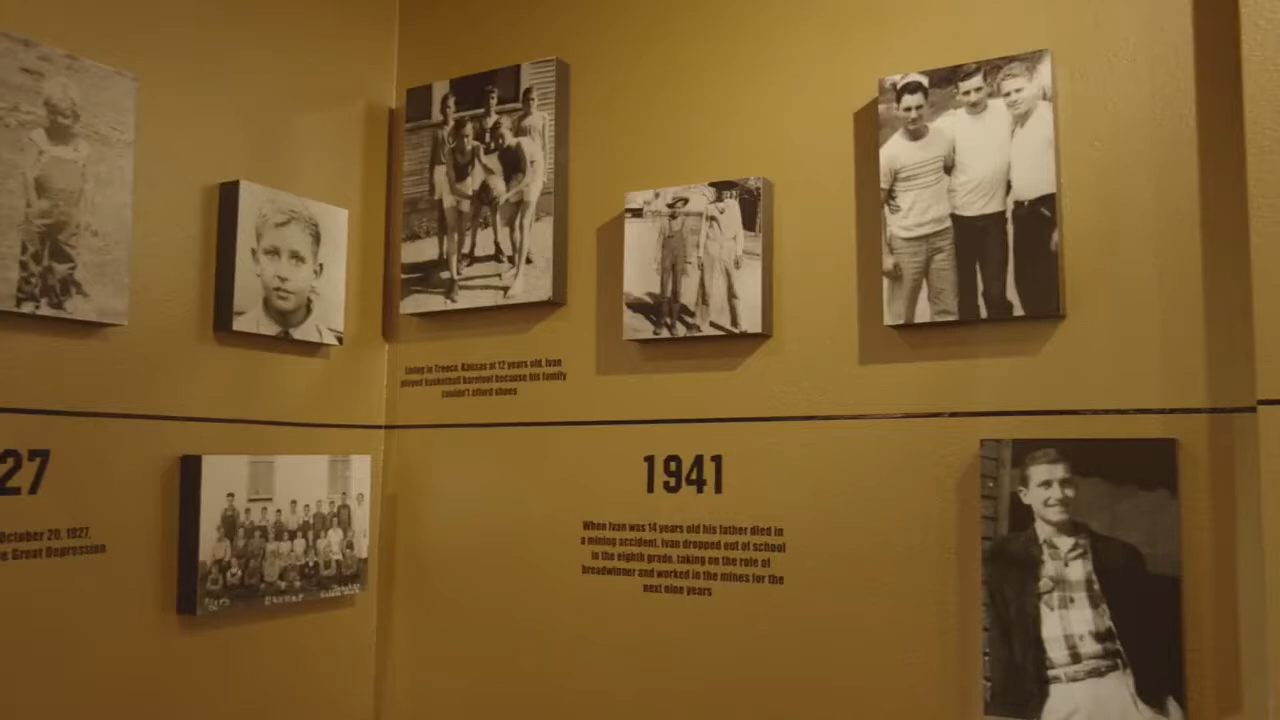 Living in Treece, Kansas at 12 years old, Ivan
played basketball barefoot because his family
couldn't afford shoes
27
October 20, 1927,
Great Depression
1941
When Ivan was 14 years old his father died in
a mining accident. Ivan dropped out of school
in the eighth grade, taking on the role of
breadwinner and worked in the mines for the
next nine years